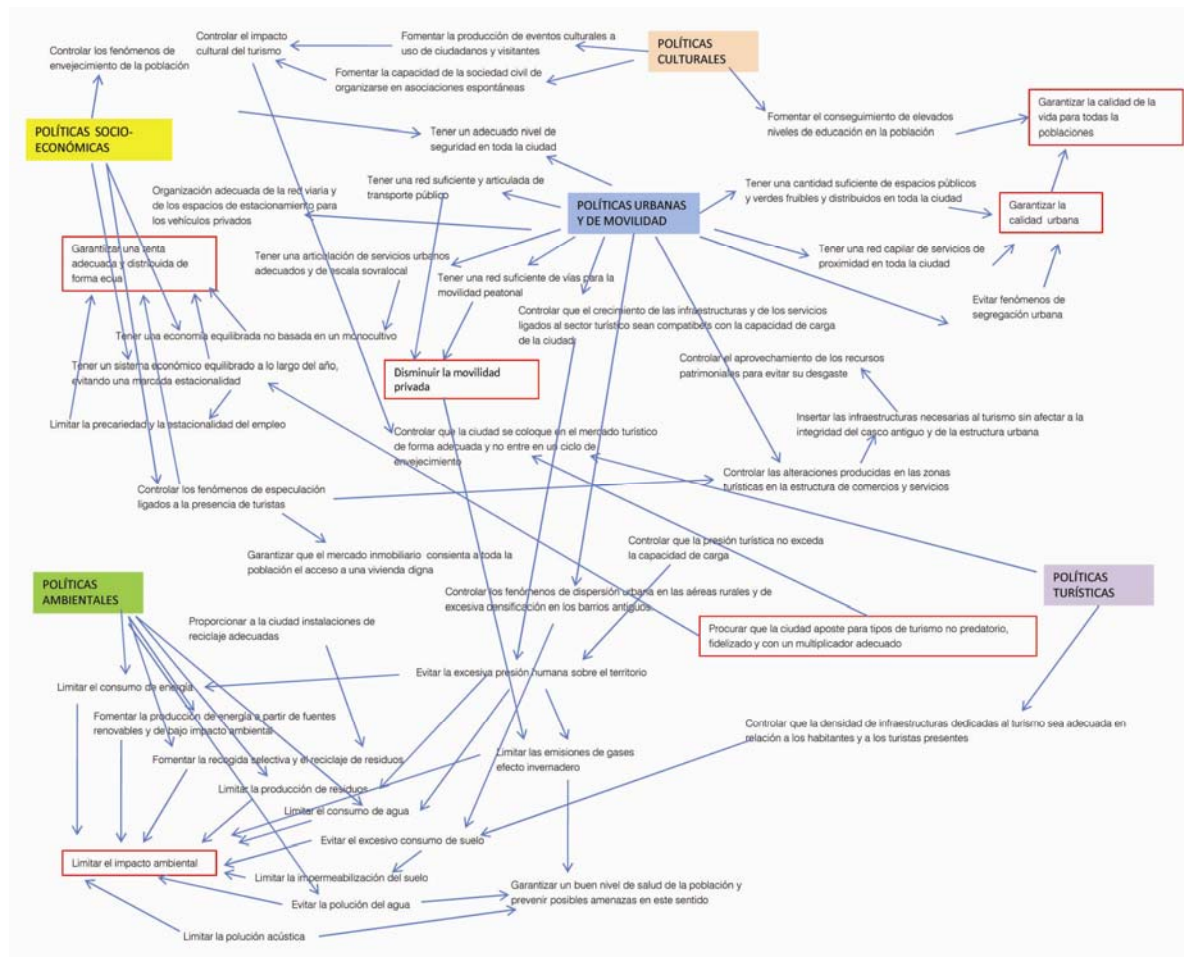 Controlar el impacto
cultural del turismo
Fomentar la producción de eventos culturales a
uso de ciudadanos y visitantes
POLÍTICAS
CULTURALES
Controlar los fenómenos de
envejecimiento de la población
Fomentar la capacidad de la sociedad civil de
organizarse en asociaciones espontáneas
Fomentar el conseguimiento de elevados
niveles de educación en la población
Garantizar la calidad de la
vida para todas la
poblaciones
POLÍTICAS SOCIO-
ECONÓMICAS
Tener un adecuado nivel de
seguridad en toda la ciudad
Tener una red suficiente y articulada de
transporte público
Organización adecuada de la red viaria y
de los espacios de estacionamiento para
los vehículos privados
POLÍTICAS URBANAS
Y DE MOVILIDAD
Tener una cantidad suficiente de espacios públicos
y verdes fruibles y distribuidos en toda la ciudad
Garantizar la
calidad urbana
Garantizar una renta
adecuada y distribuida de
forma ecua
Tener una articulación de servicios urbanos
adecuados y de escala sovralocal
Tener una red suficiente de vías para la
movilidad peatonal
Tener una red capilar de servicios de
proximidad en toda la ciudad
Evitar fenómenos de
segregación urbana
Controlar que el crecimiento de las infraestructuras y de los servicios
ligados al sector turístico sean compatibels con la capacidad de carga
de la ciudad
Tener una economía equilibrada no basada en un monocultivo
Tener un sistema económico equilibrado a lo largo del año,
evitando una marcada estacionalidad
Disminuir la movilidad
privada
Controlar el aprovechamiento de los recursos
patrimoniales para evitar su desgaste
Limitar la precariedad y la estacionalidad del empleo
Controlar que la ciudad se coloque en el mercado turístico
de forma adecuada y no entre en un ciclo de
envejecimiento
Insertar las infraestructuras necesarias al turismo sin afectar a la
integridad del casco antiguo y de la estructura urbana
Controlar las alteraciones producidas en las zonas
turísticas en la estructura de comercios y servicios
Controlar los fenómenos de especulación
ligados a la presencia de turistas
Garantizar que el mercado inmobiliario consienta a toda la
población el acceso a una vivienda digna
Controlar que la presión turística no exceda
la capacidad de carga
POLÍTICAS
AMBIENTALES
POLÍTICAS
TURÍSTICAS
Controlar los fenómenos de dispersión urbana en las aéreas rurales y de
excesiva densificación en los barrios antiguos
Proporcionar a la ciudad instalaciones de
reciclaje adecuadas
Procurar que la ciudad aposte para tipos de turismo no predatorio,
fidelizado y con un multiplicador adecuado
Evitar la excesiva presión humana sobre el territorio
Limitar el consumo de energía
Fomentar la producción de energía a partir de fuentes
renovables y de bajo impacto ambiental
Controlar que la densidad de infraestructuras dedicadas al turismo sea adecuada en
relación a los habitantes y a los turistas presentes
Fomentar la recogida selectiva y el reciclaje de residuos
Limitar las emisiones de gases
efecto invernadero
Limitar la producción de residuos
Limitar el consumo de agua
Evitar el excesivo consumo de suelo
Limitar el impacto ambiental
Limitar la impermeabilización del suelo
Garantizar un buen nivel de salud de la población y
prevenir posibles amenazas en este sentido
Evitar la polución del agua
Limitar la polución acústica